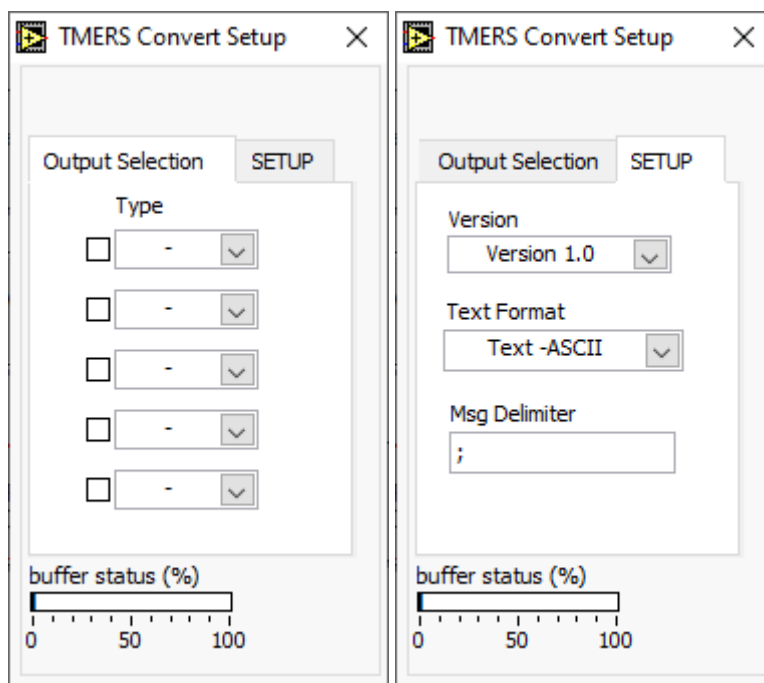 TMERS Convert Setup
Output Selection SETUP
Type
-
-
-
-
-
buffer status (%)
0 50 100
TMERS Convert Setup
Output Selection SETUP
Version
Version 1.0
Text Format
Text -ASCII
Msg Delimiter
;
buffer status (%)
0 50 100